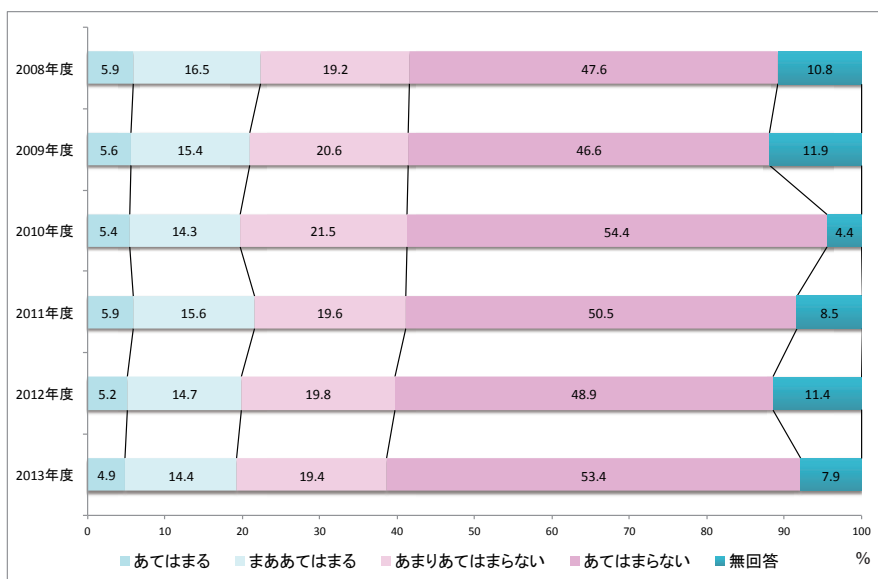 2008年度 5.9 16.5 19.2 47.6 10.8
2009年度 5.6 15.4 20.6 46.6 11.9
2010年度 5.4 14.3 21.5 54.4 4.4
2011年度 5.9 15.6 19.6 50.5 8.5
2012年度 5.2 14.7 19.8 48.9 11.4
2013年度 4.9 14.4 19.4 53.4 7.9
0 10 20 30 40 50 60 70 80 90 100
あてはまる まああてはまる あまりあてはまらない あてはまらない 無回答 %